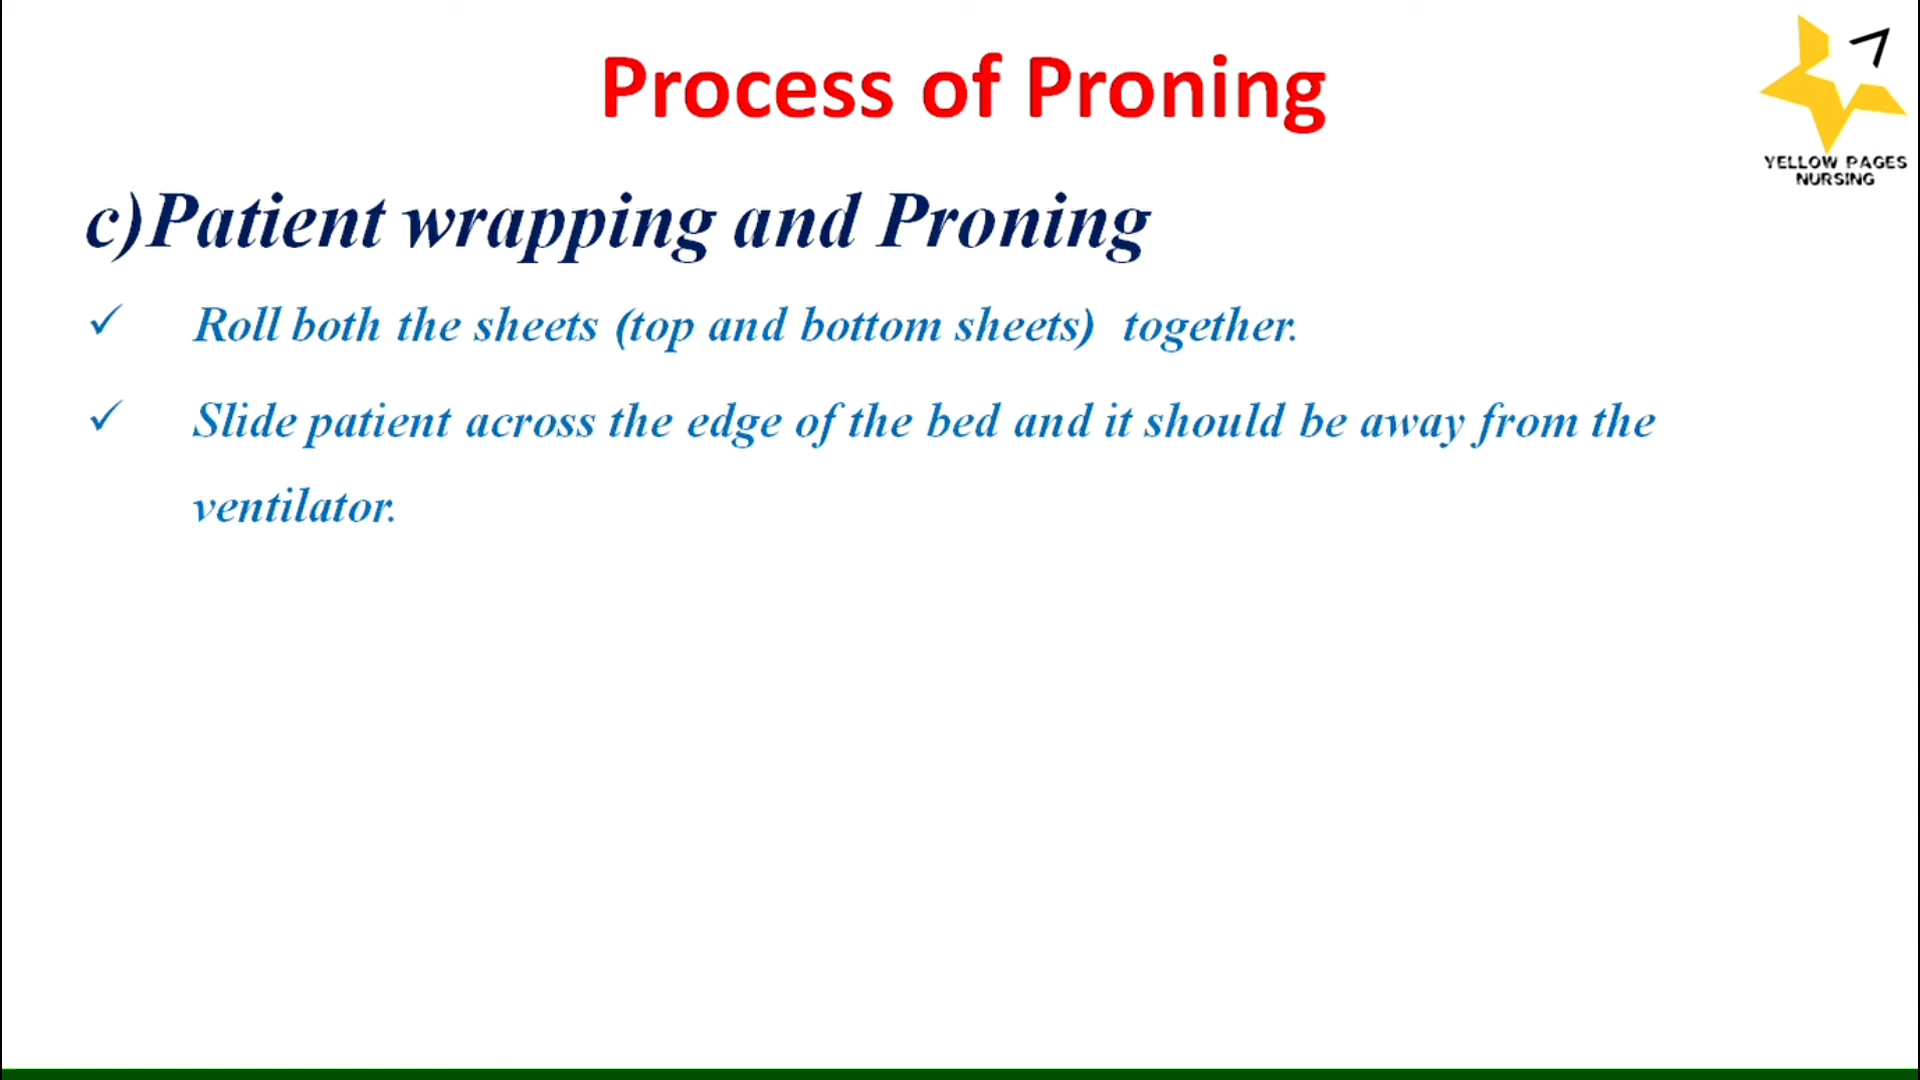 Process of Proning
YELLOW PAGES
NURSING
c)Patient wrapping and Proning
✓ Roll both the sheets (top and bottom sheets) together.
✓ Slide patient across the edge of the bed and it should be away from the
ventilator.